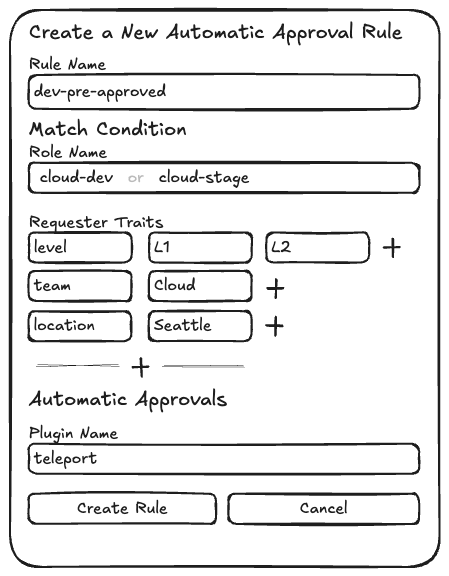 Create a New Automatic Approval Rule
Rule Name
dev-pre-approved
Match Condition
Role Name
cloud-dev or cloud-stage
Requester Traits
level L1 L2 +
team Cloud +
location Seattle +
+
Automatic Approvals
Plugin Name
teleport
Create Rule Cancel